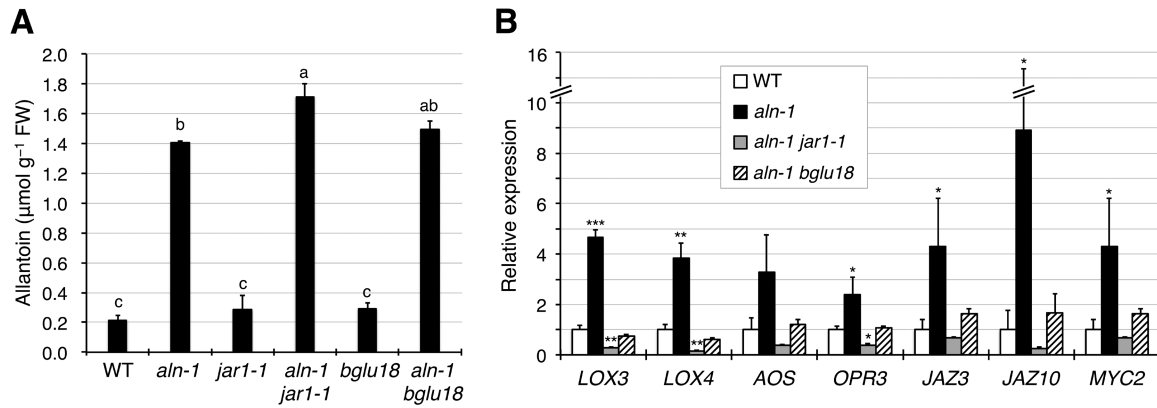 A
Allantoin (µmol g⁻¹ FW)
2.0
1.8
1.6
1.4
1.2
1.0
0.8
0.6
0.4
0.2
0.0
c
b
c
a
c
ab
WT
aln-1
jar1-1
aln-1
jar1-1
bglu18
aln-1
bglu18
B
Relative expression
16
10
8
6
4
2
0
WT
aln-1
aln-1 jar1-1
aln-1 bglu18
***
**
**
**
*
*
*
*
*
LOX3
LOX4
AOS
OPR3
JAZ3
JAZ10
MYC2